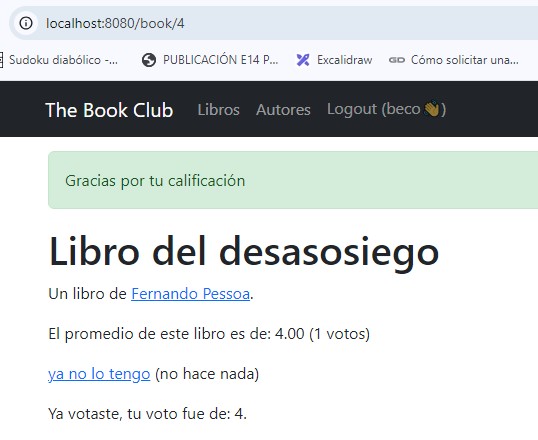 localhost:8080/book/4
Sudoku diabólico -... PUBLICACIÓN E14 P... Excalidraw Cómo solicitar una...
The Book Club Libros Autores Logout (beco 👋)
Gracias por tu calificación
Libro del desasosiego
Un libro de Fernando Pessoa.
El promedio de este libro es de: 4.00 (1 votos)
ya no lo tengo (no hace nada)
Ya votaste, tu voto fue de: 4.